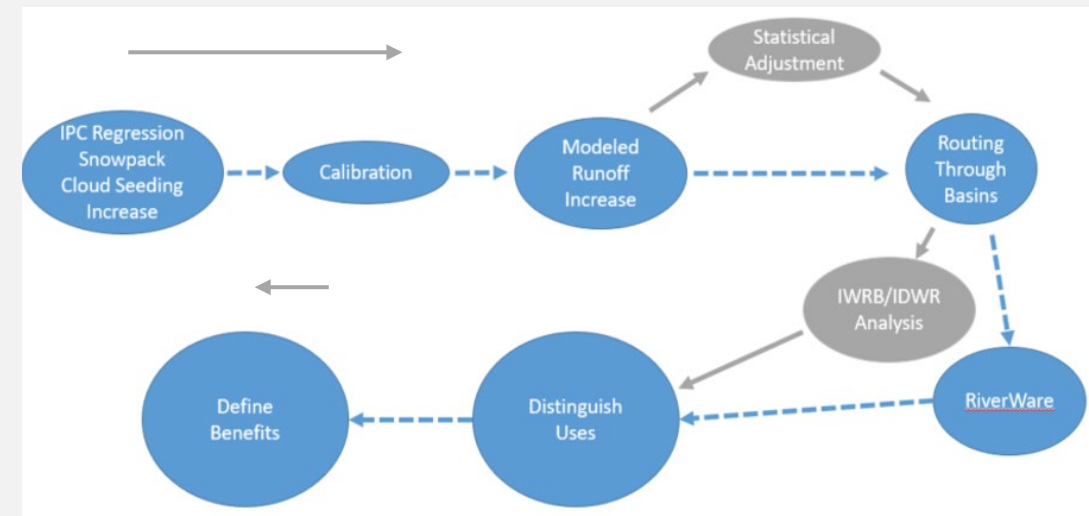 Statistical
Adjustment
IPC Regression
Snowpack
Cloud Seeding
Increase
Calibration
Modeled
Runoff
Increase
Routing
Through
Basins
IWRB/IDWR
Analysis
RiverWare
Distinguish
Uses
Define
Benefits